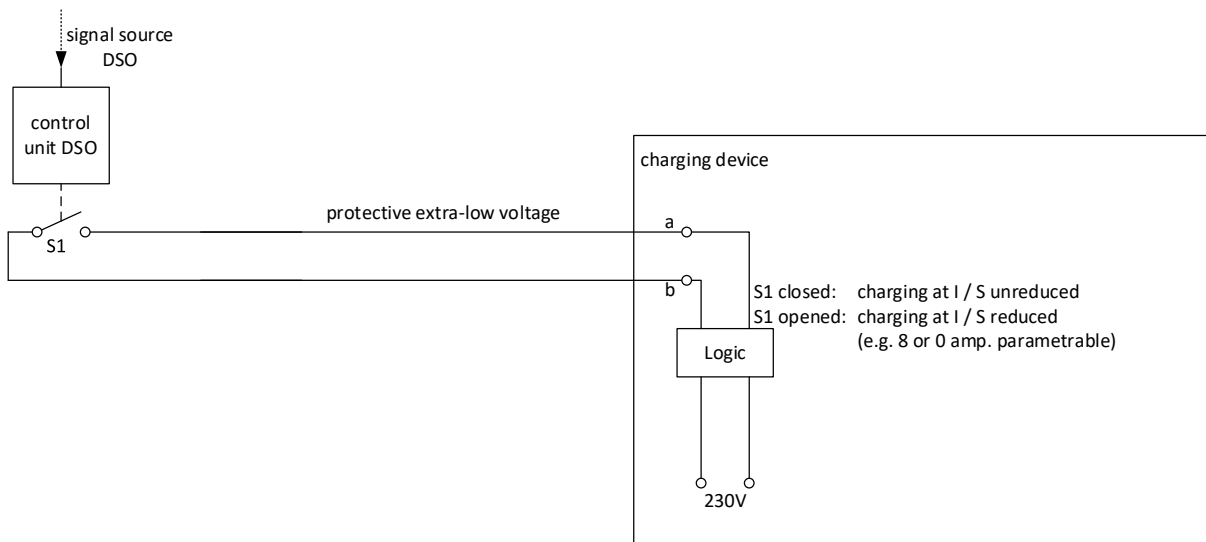 signal source
DSO
control
unit DSO
charging device
protective extra-low voltage
a
S1
b
S1 closed: charging at I / S unreduced
S1 opened: charging at I / S reduced
(e.g. 8 or 0 amp. parametrable)
Logic
230V